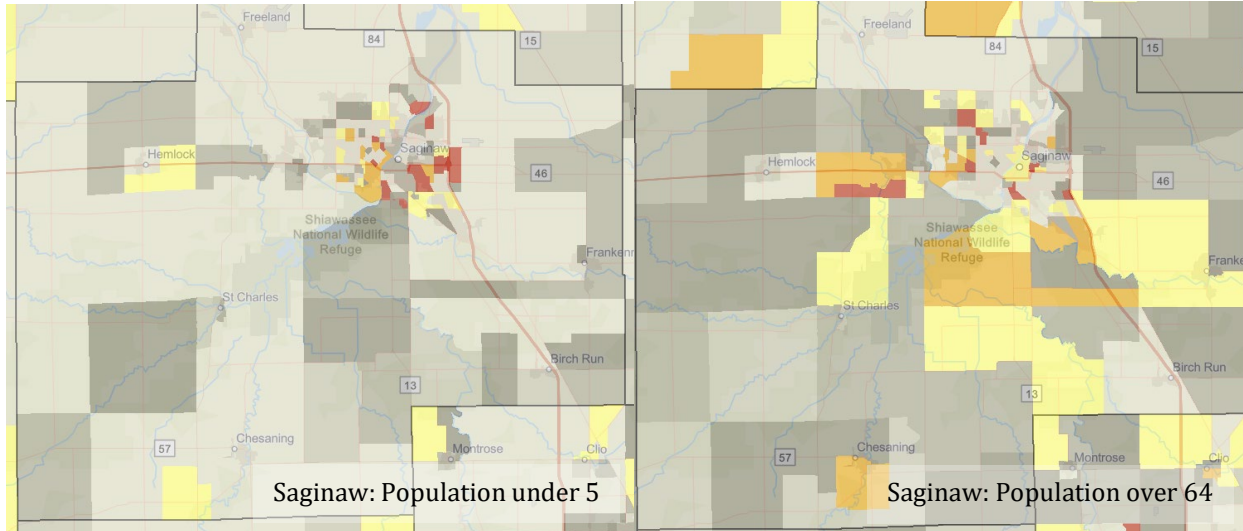 Freeland
84
15
Hemlock
Saginaw
46
Shiawassee
National Wildlife
Refuge
Frankenm
St Charles
Birch Run
13
57
Chesaning
Montrose
Clio
Saginaw: Population under 5
Freeland
84
15
Hemlock
Saginaw
46
Shiawassee
National Wildlife
Refuge
Franke
St Charles
Birch Run
13
57
Chesaning
Montrose
Clio
Saginaw: Population over 64